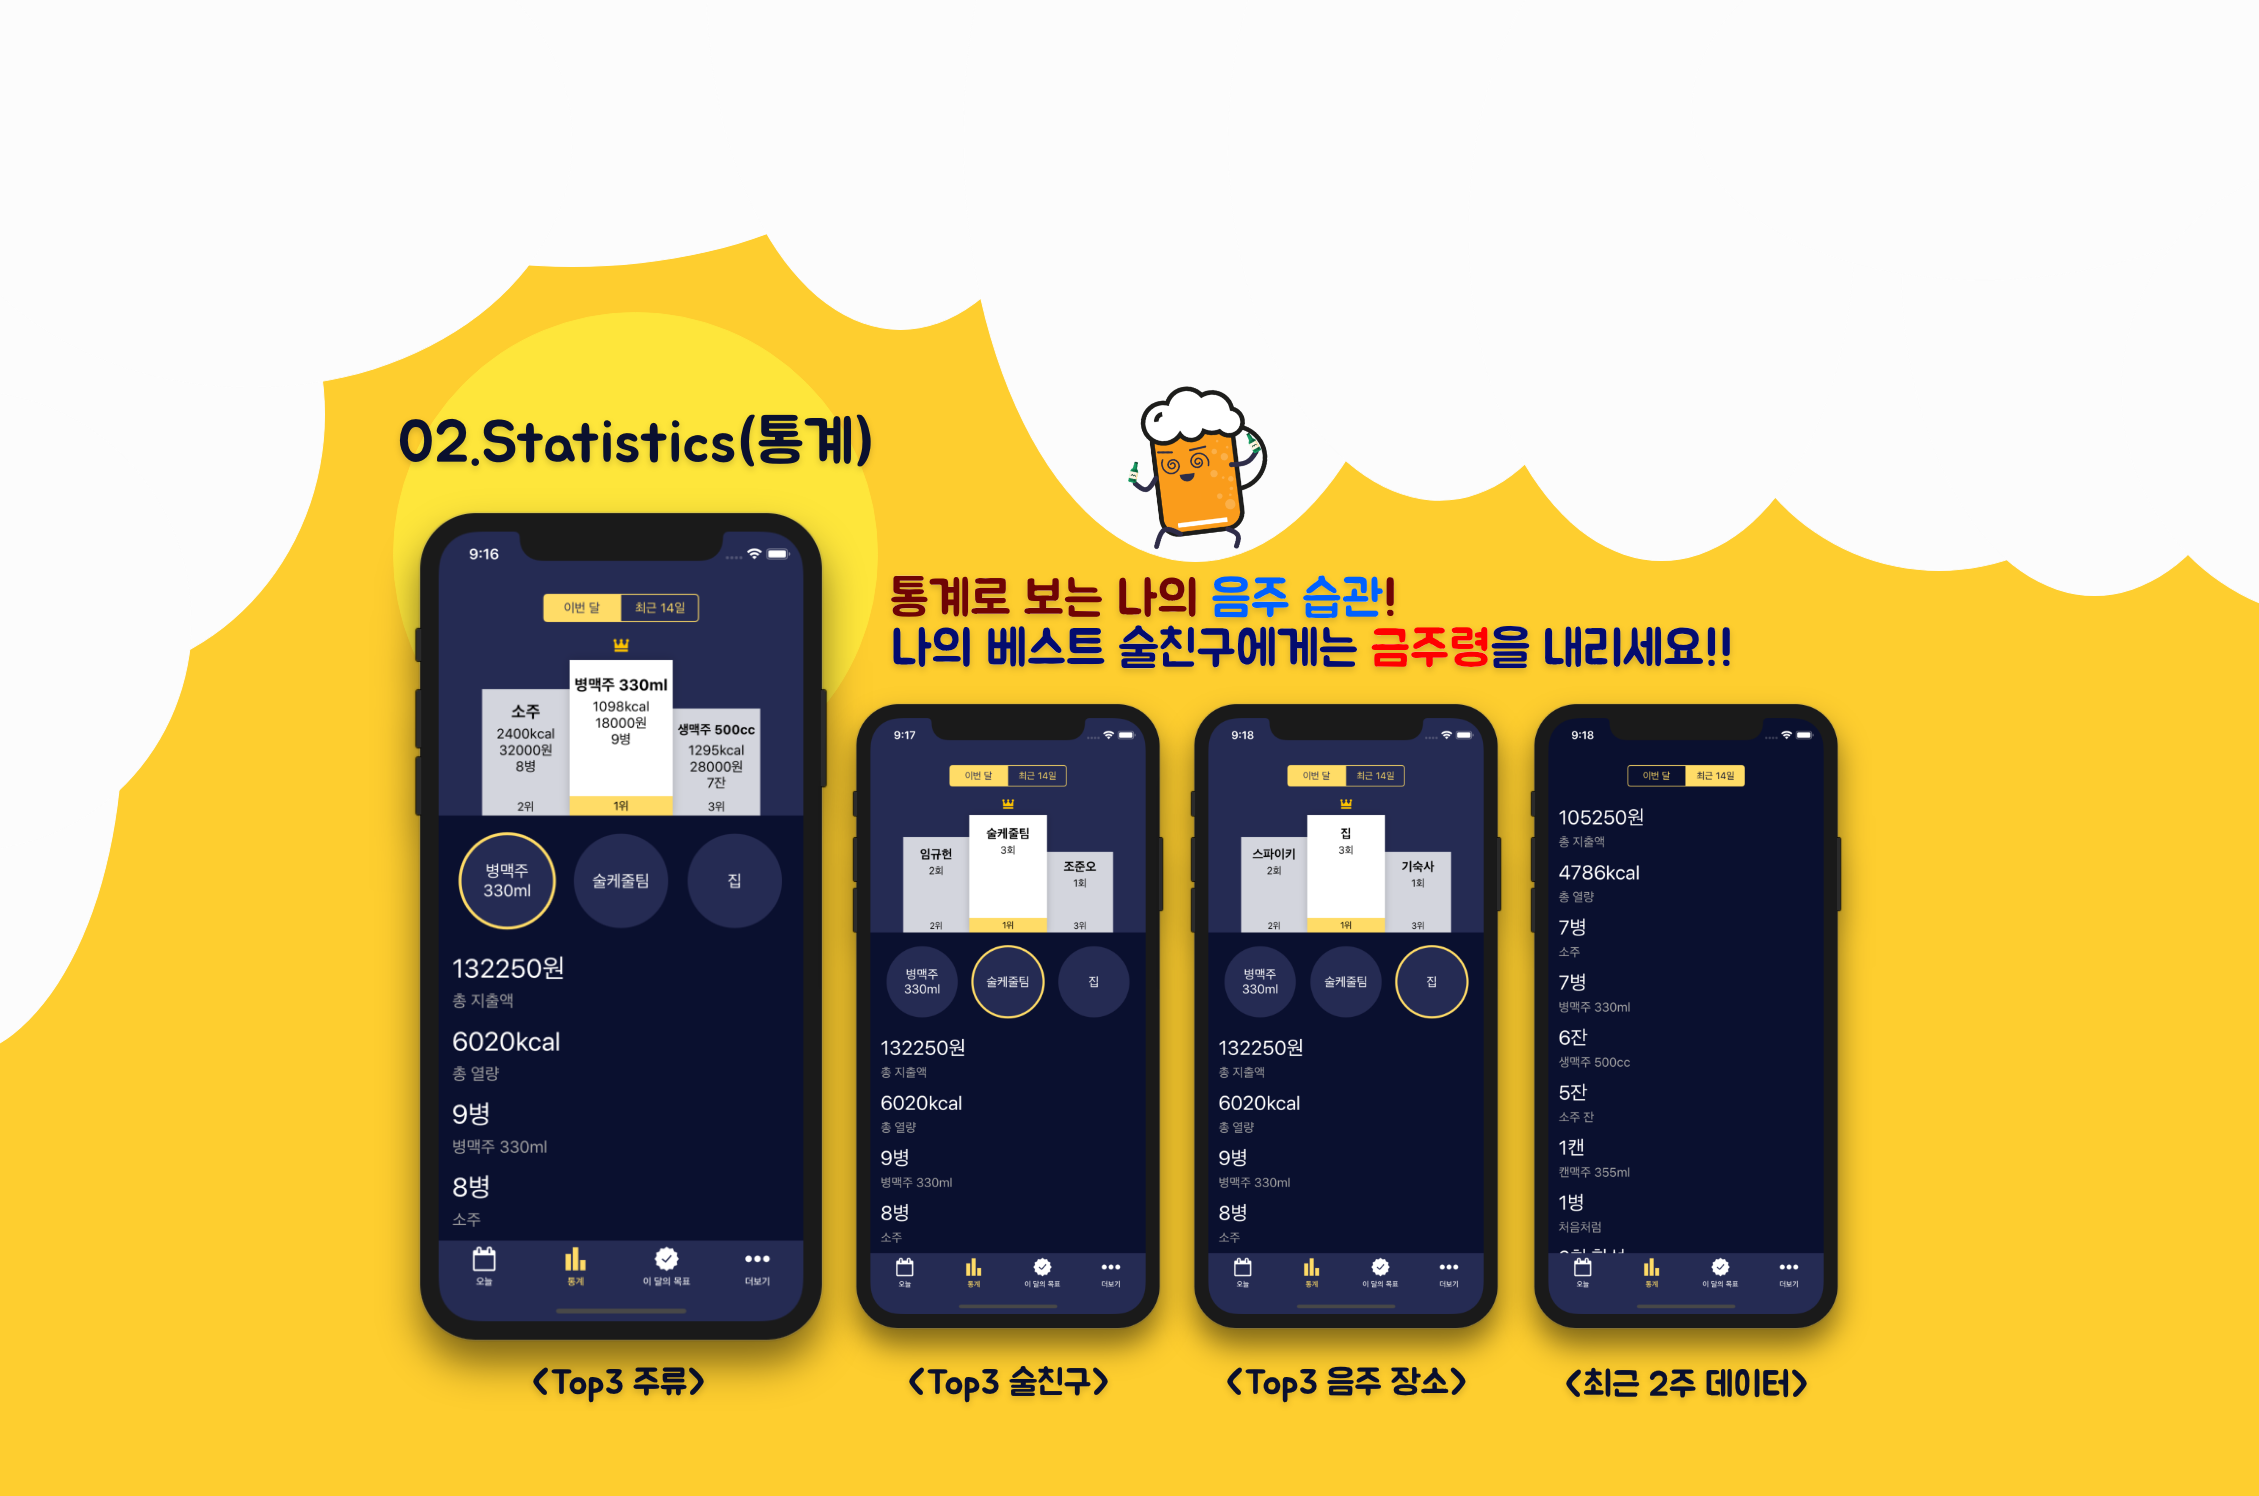 02.Statistics(통계)
통계로 보는 나의 음주 습관!
나의 베스트 술친구에게는 금주령을 내리세요!!
9:16
이번 달
최근 14일
병맥주 330ml
1098kcal
18000원
9병
1위
소주
2400kcal
32000원
8병
2위
생맥주 500cc
1295kcal
28000원
7잔
3위
병맥주
330ml
술케줄팀
집
132250원
총 지출액
6020kcal
총 열량
9병
병맥주 330ml
8병
소주
오늘
통계
이 달의 목표
더보기
<Top3 주류>
9:17
이번 달
최근 14일
술케줄팀
3회
1위
임규헌
2회
2위
조준오
1회
3위
병맥주
330ml
술케줄팀
집
132250원
총 지출액
6020kcal
총 열량
9병
병맥주 330ml
8병
소주
오늘
통계
이 달의 목표
더보기
<Top3 술친구>
9:18
이번 달
최근 14일
집
3회
1위
스파이키
2회
2위
기숙사
1회
3위
병맥주
330ml
술케줄팀
집
132250원
총 지출액
6020kcal
총 열량
9병
병맥주 330ml
8병
소주
오늘
통계
이 달의 목표
더보기
<Top3 음주 장소>
9:18
이번 달
최근 14일
105250원
총 지출액
4786kcal
총 열량
7병
소주
7병
병맥주 330ml
6잔
생맥주 500cc
5잔
소주 잔
1캔
캔맥주 355ml
1병
처음처럼
오늘
통계
이 달의 목표
더보기
<최근 2주 데이터>